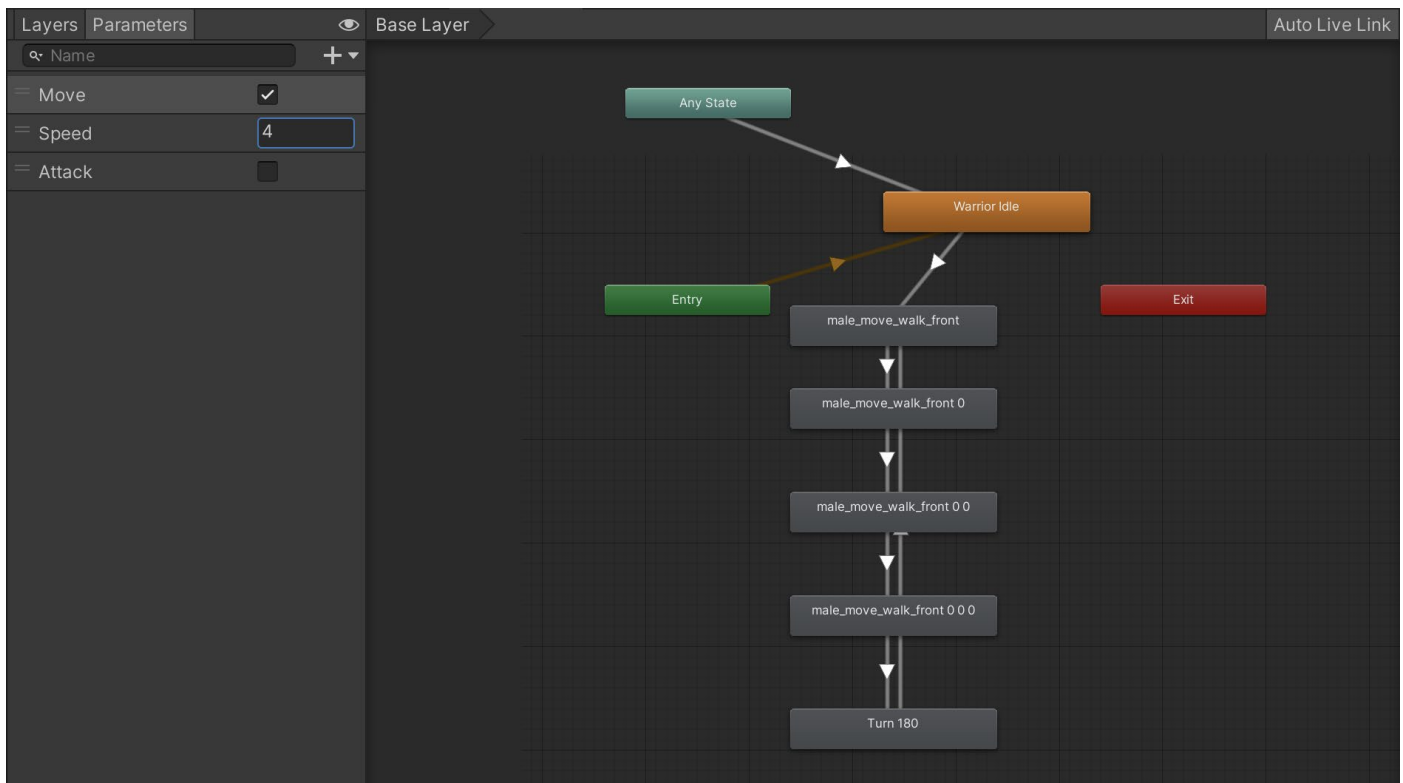 Layers Parameters
Base Layer
Auto Live Link
Name
Move
Speed 4
Attack
Any State
Warrior Idle
Entry
Exit
male_move_walk_front
male_move_walk_front 0
male_move_walk_front 0 0
male_move_walk_front 0 0 0
Turn 180